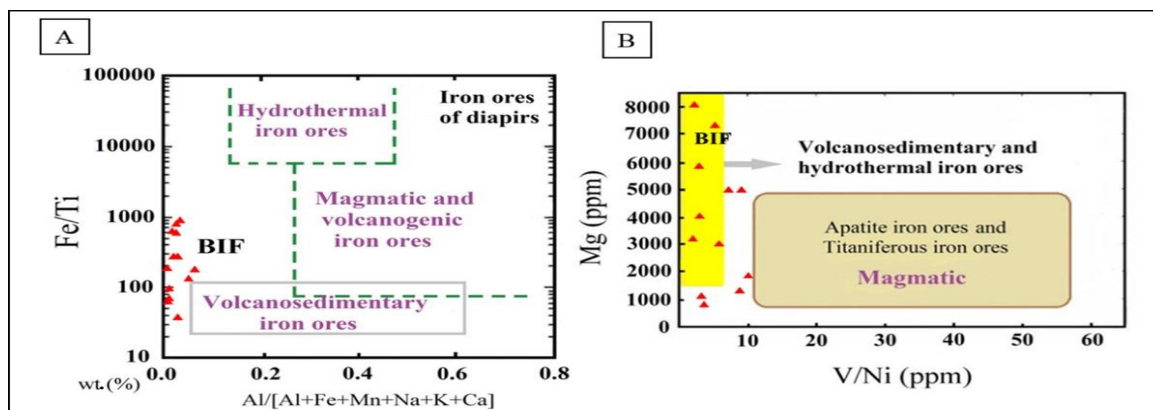 A
Fe/Ti
100000
10000
1000
100
10
Hydrothermal
iron ores
Iron ores
of diapirs
Magmatic and
volcanogenic
iron ores
BIF
Volcanosedimentary
iron ores
wt.(%)
0.0
0.2
0.4
0.6
0.8
Al/[Al+Fe+Mn+Na+K+Ca]
B
Mg (ppm)
8000
7000
6000
5000
4000
3000
2000
1000
0
BIF
Volcanosedimentary and
hydrothermal iron ores
Apatite iron ores and
Titaniferous iron ores
Magmatic
10
20
30
40
50
60
V/Ni (ppm)